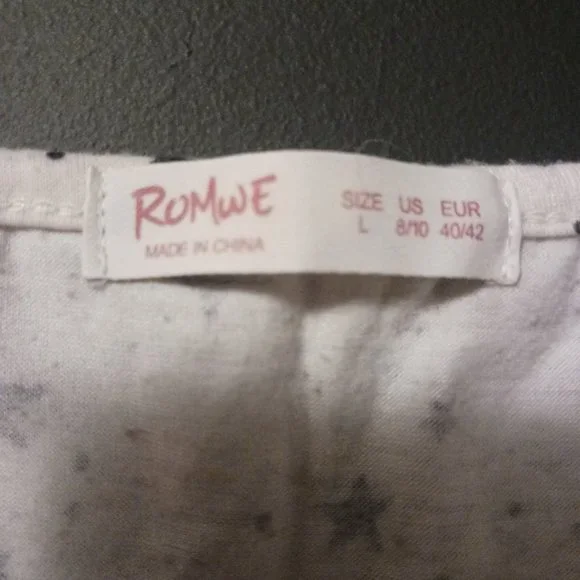 ROMWE
MADE IN CHINA
SIZE US EUR
L 8/10 40/42